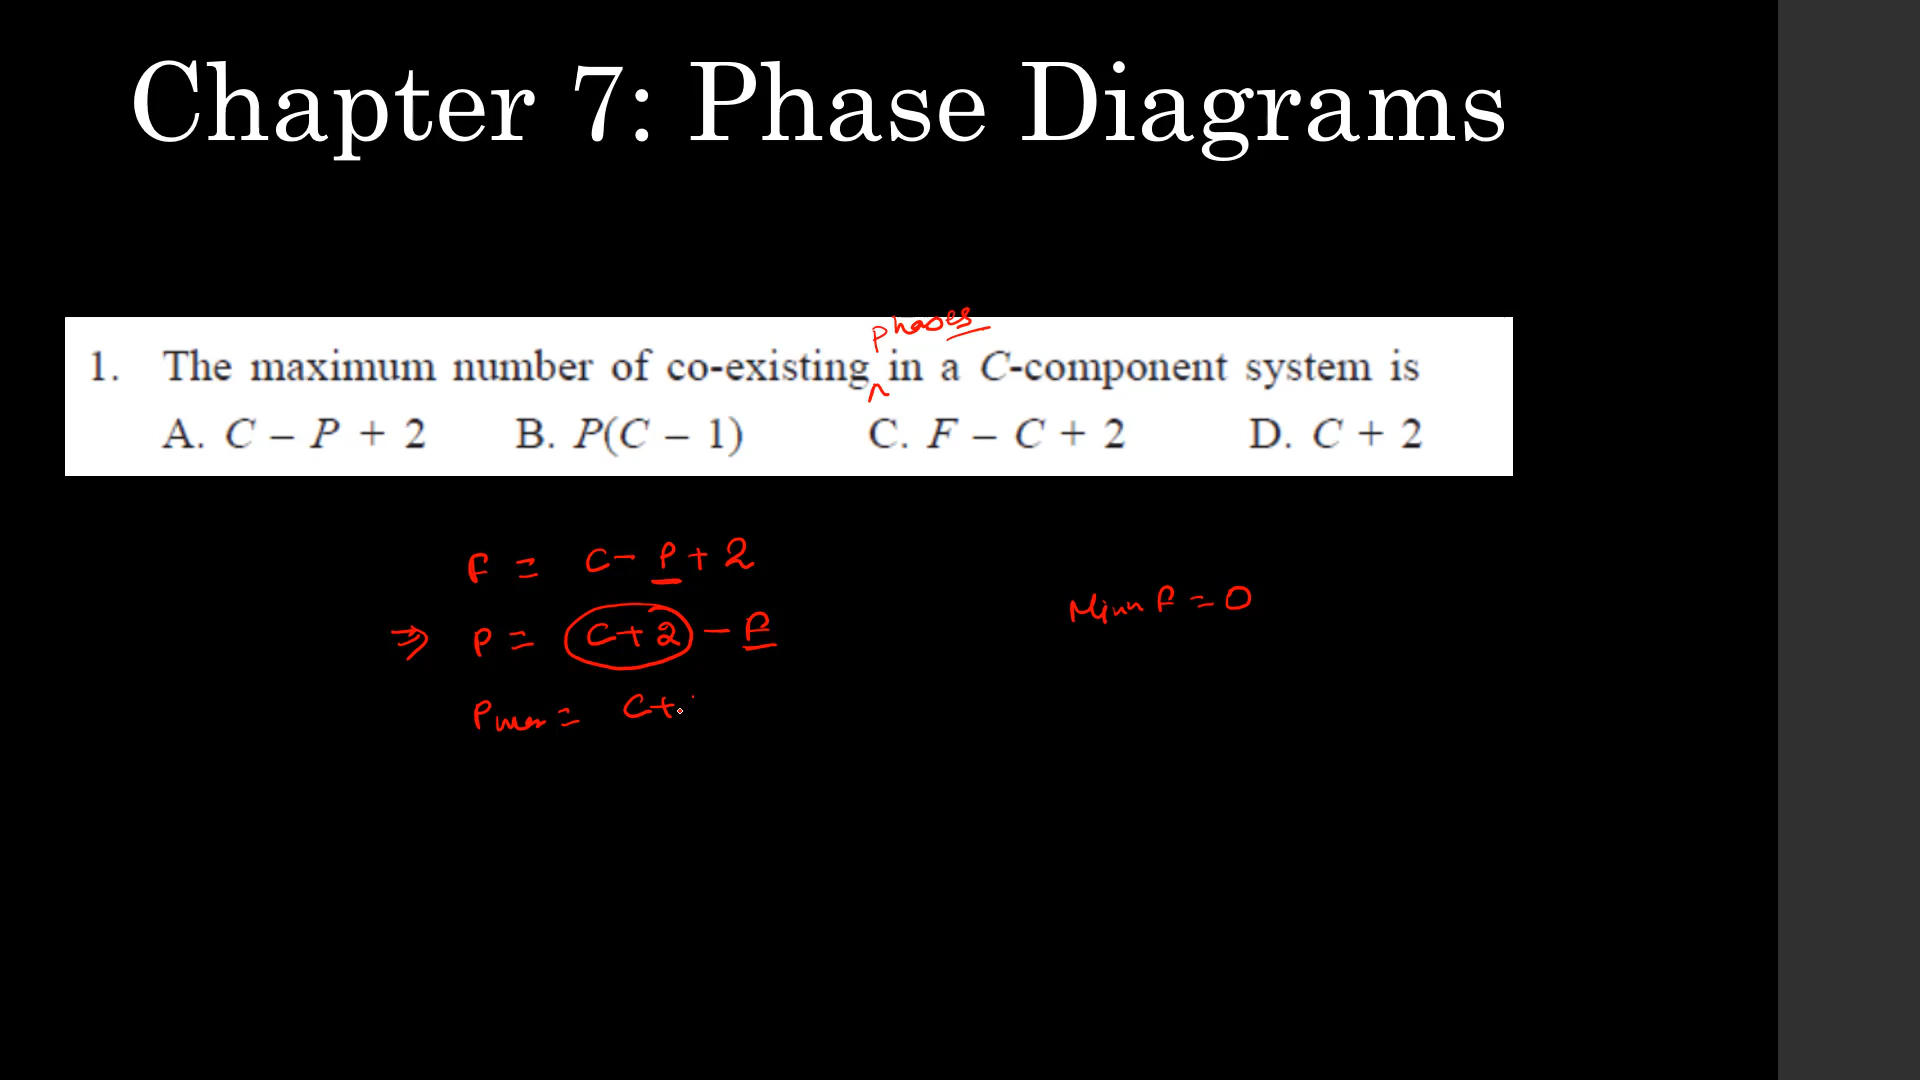 Chapter 7: Phase Diagrams
phases
1. The maximum number of co-existing in a C-component system is
A. C – P + 2 B. P(C – 1) C. F – C + 2 D. C + 2
F = C - P + 2
⇒ P = C+2 - F
Minm F = 0
Pmax = C+